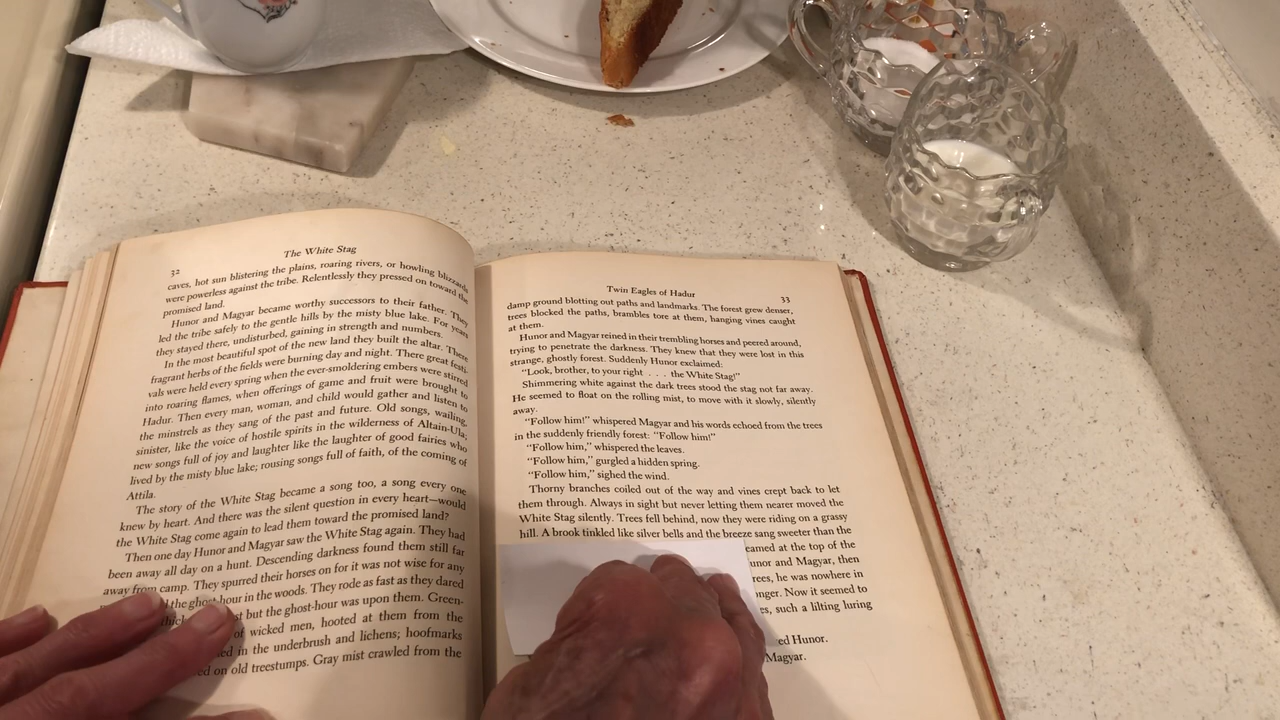 The White Stag
32
caves, hot sun blistering the plains, roaring rivers, or howling blizzards
were powerless against the tribe. Relentlessly they pressed on toward the
promised land.
Hunor and Magyar became worthy successors to their father. They
led the tribe safely to the gentle hills by the misty blue lake. For years
they stayed there, undisturbed, gaining in strength and numbers.
In the most beautiful spot of the new land they built the altar. There
fragrant herbs of the fields were burning day and night. There great festi-
vals were held every spring when the ever-smoldering embers were stirred
into roaring flames, when offerings of game and fruit were brought to
Hadur. Then every man, woman, and child would gather and listen to
the minstrels as they sang of the past and future. Old songs, wailing,
sinister, like the voice of hostile spirits in the wilderness of Altain-Ula;
new songs full of joy and laughter like the laughter of good fairies who
lived by the misty blue lake; rousing songs full of faith, of the coming of
Attila.
The story of the White Stag became a song too, a song every one
knew by heart. And there was the silent question in every heart—would
the White Stag come again to lead them toward the promised land?
Then one day Hunor and Magyar saw the White Stag again. They had
been away all day on a hunt. Descending darkness found them still far
away from camp. They spurred their horses on for it was not wise for any
the ghost-hour in the woods. They rode as fast as they dared
but the ghost-hour was upon them. Green-
of wicked men, hooted at them from the
in the underbrush and lichens; hoofmarks
on old treestumps. Gray mist crawled from the
Twin Eagles of Hadur
33
damp ground blotting out paths and landmarks. The forest grew denser,
trees blocked the paths, brambles tore at them, hanging vines caught
at them.
Hunor and Magyar reined in their trembling horses and peered around,
trying to penetrate the darkness. They knew that they were lost in this
strange, ghostly forest. Suddenly Hunor exclaimed:
"Look, brother, to your right . . . the White Stag!"
Shimmering white against the dark trees stood the stag not far away.
He seemed to float on the rolling mist, to move with it slowly, silently
away.
"Follow him!" whispered Magyar and his words echoed from the trees
in the suddenly friendly forest: "Follow him!"
"Follow him," whispered the leaves.
"Follow him," gurgled a hidden spring.
"Follow him," sighed the wind.
Thorny branches coiled out of the way and vines crept back to let
them through. Always in sight but never letting them nearer moved the
White Stag silently. Trees fell behind, now they were riding on a grassy
hill. A brook tinkled like silver bells and the breeze sang sweeter than the
eamed at the top of the
unor and Magyar, then
rees, he was nowhere in
onger. Now it seemed to
es, such a lilting luring
ed Hunor.
Magyar.